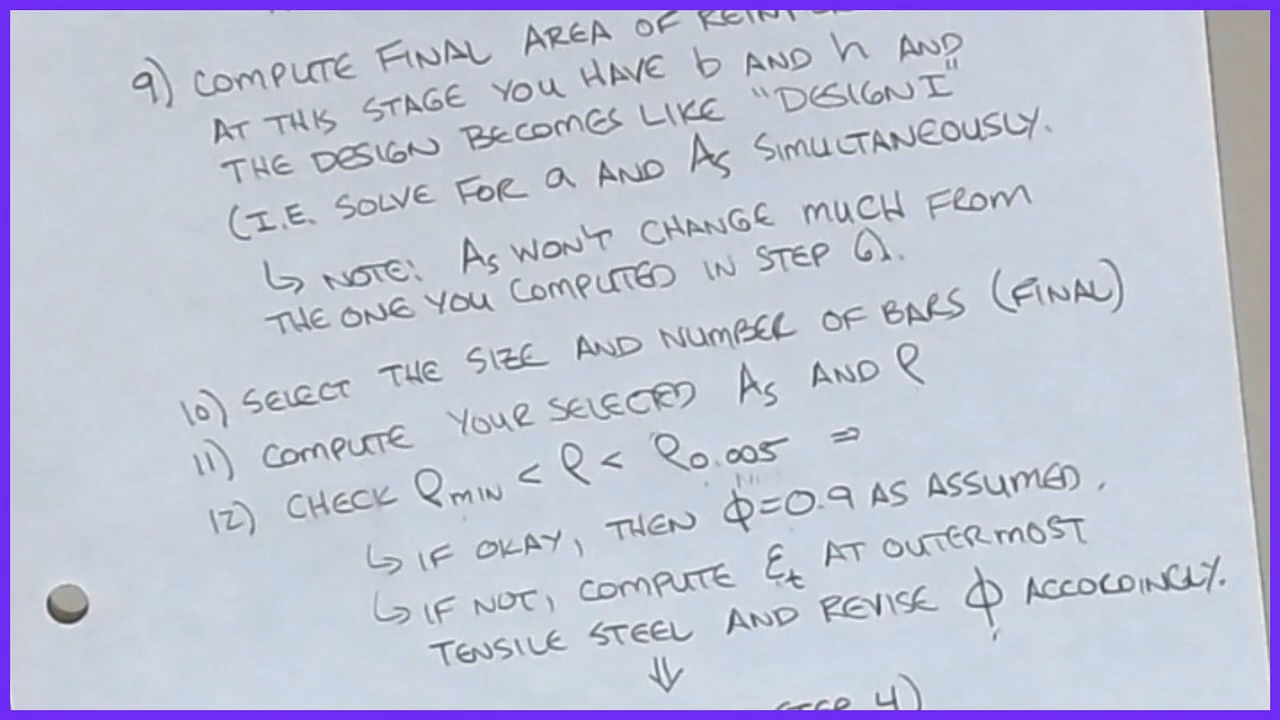 9) COMPUTE FINAL AREA OF
AT THIS STAGE YOU HAVE b AND h AND
THE DESIGN BECOMES LIKE "DESIGN I"
(I.E. SOLVE FOR a AND As SIMULTANEOUSLY.
↳ NOTE: As WON'T CHANGE MUCH FROM
THE ONE YOU COMPUTED IN STEP 6).
10) SELECT THE SIZE AND NUMBER OF BARS (FINAL)
11) COMPUTE YOUR SELECTED As AND ρ
12) CHECK ρMIN < ρ < ρ0.005 ⇒
↳ IF OKAY, THEN ϕ=0.9 AS ASSUMED.
↳ IF NOT, COMPUTE Ɛt AT OUTERMOST
TENSILE STEEL AND REVISE ϕ ACCORDINGLY.
⇓
4)